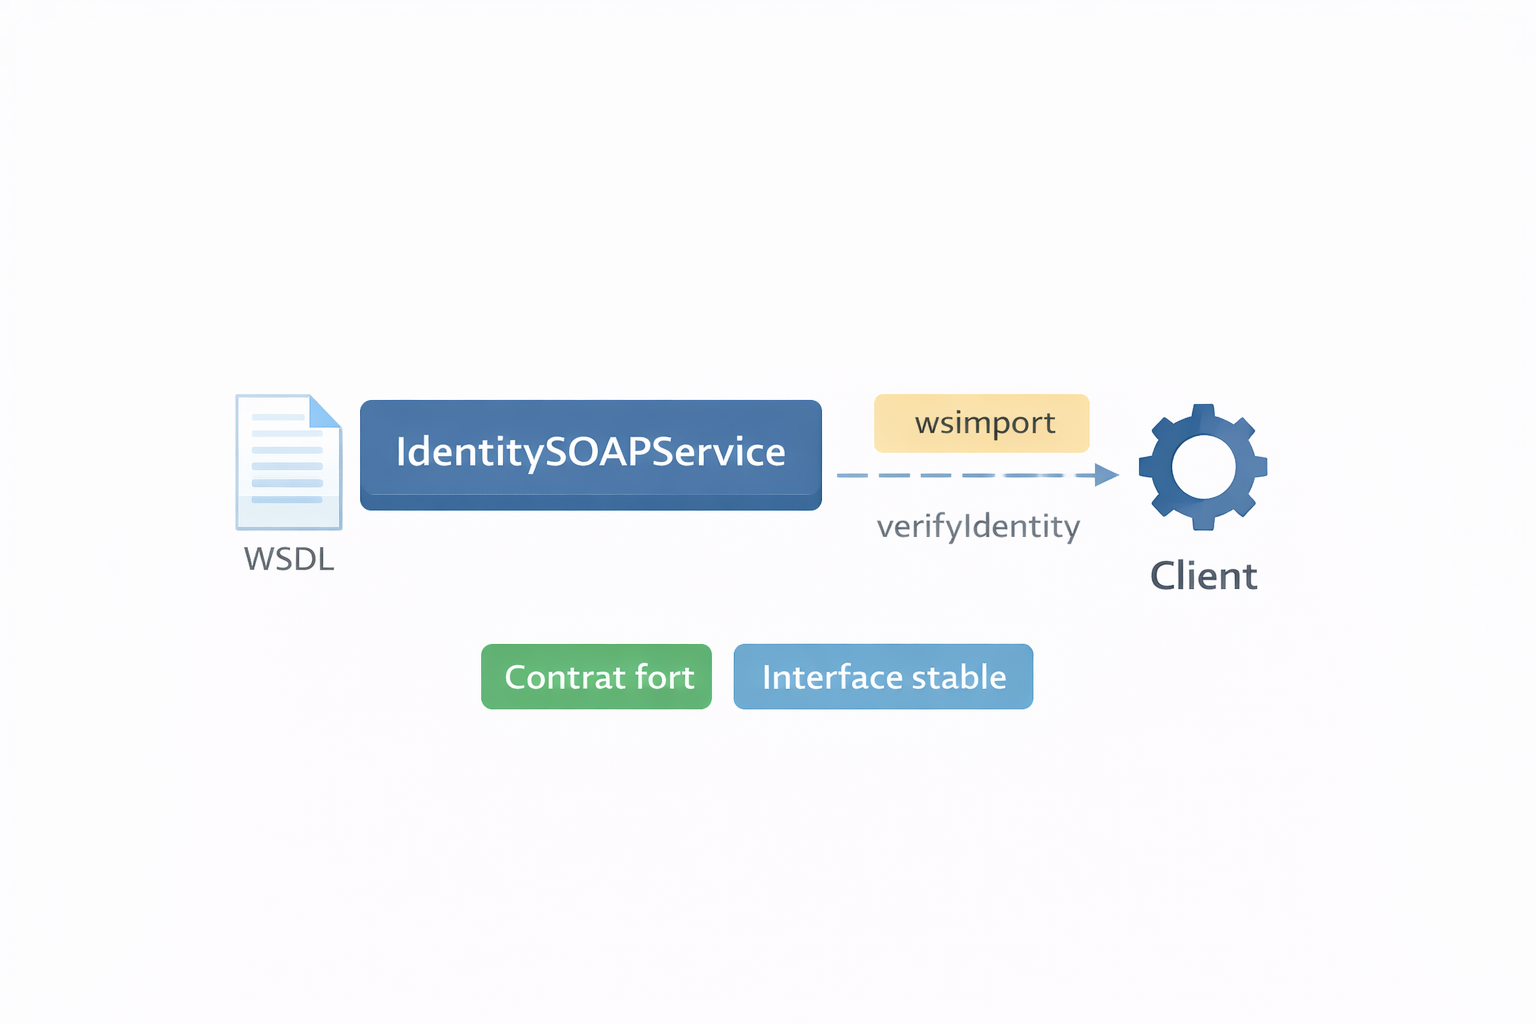 WSDL
IdentitySOAPService
wsimport
verifyIdentity
Client
Contrat fort
Interface stable